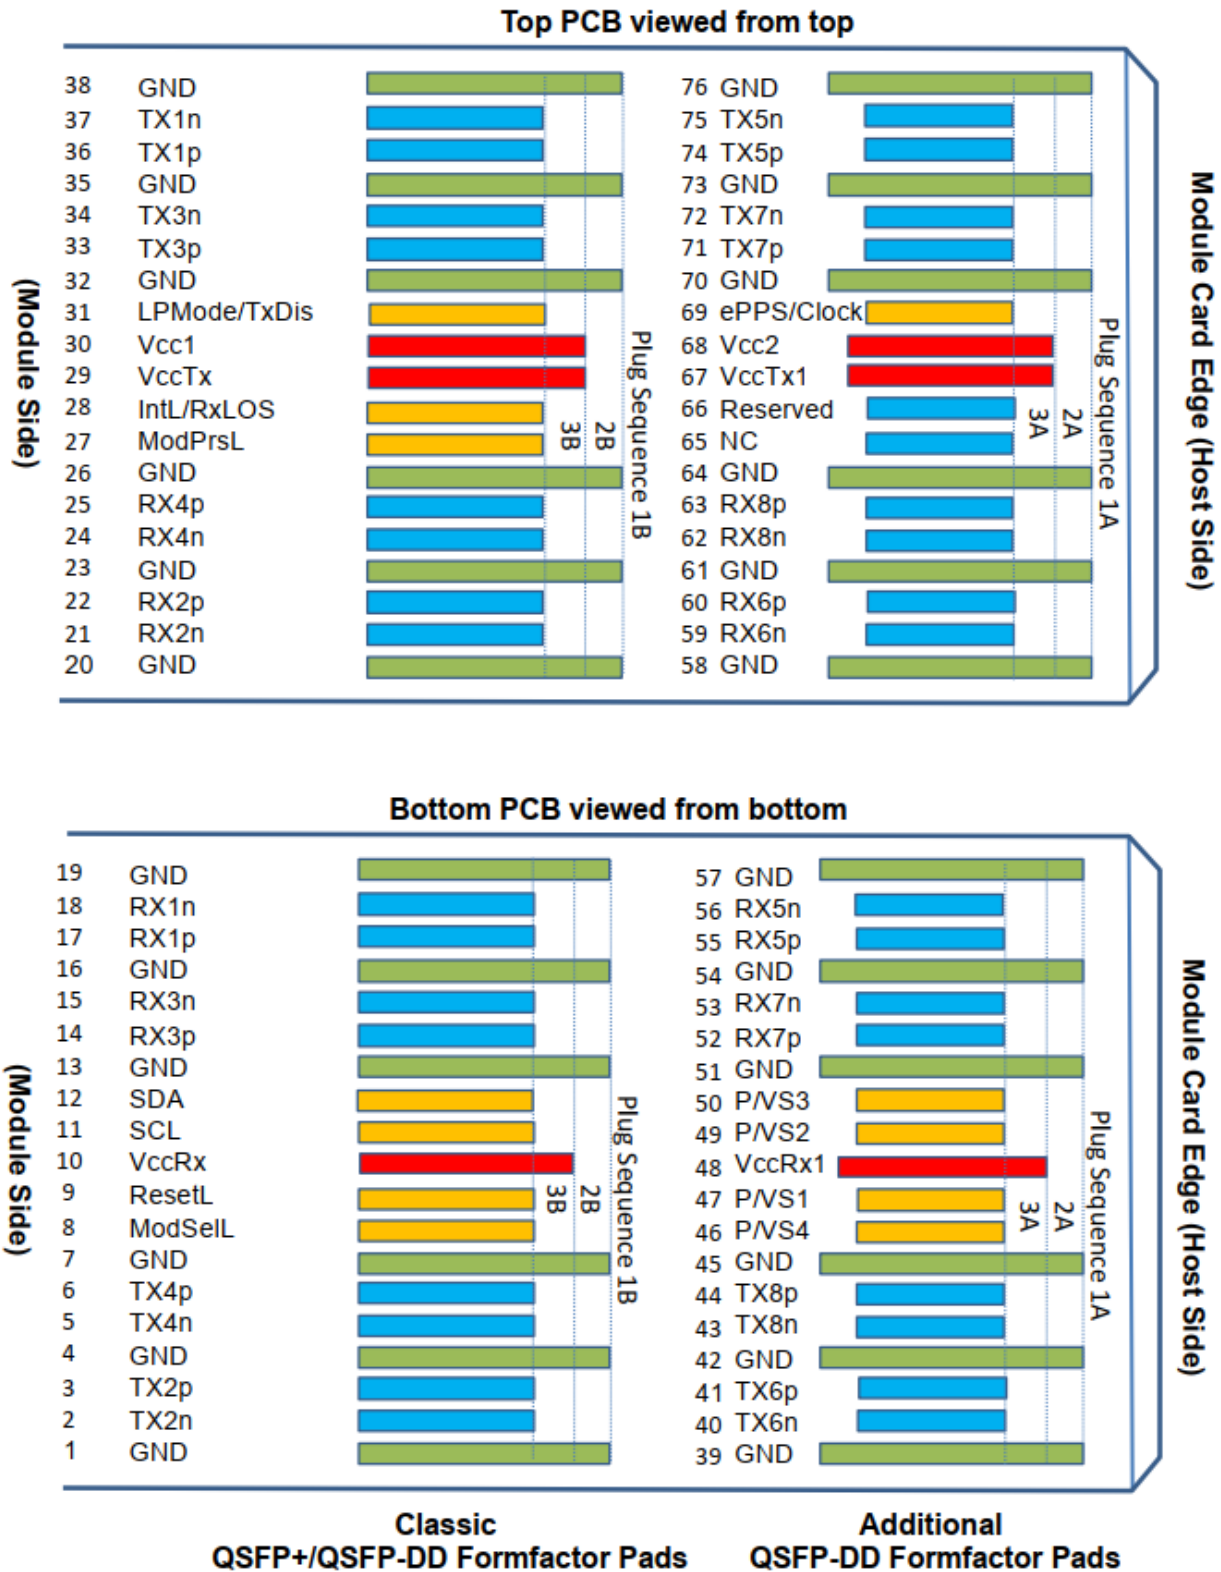 Top PCB viewed from top
38 GND 76 GND
37 TX1n 75 TX5n
36 TX1p 74 TX5p
35 GND 73 GND
34 TX3n 72 TX7n
33 TX3p 71 TX7p
32 GND 70 GND
31 LPMode/TxDis 69 ePPS/Clock
30 Vcc1 68 Vcc2
29 VccTx 67 VccTx1
28 IntL/RxLOS 66 Reserved
27 ModPrsL 65 NC
26 GND 64 GND
25 RX4p 63 RX8p
24 RX4n 62 RX8n
23 GND 61 GND
22 RX2p 60 RX6p
21 RX2n 59 RX6n
20 GND 58 GND
(Module Side)
3B
2B
Plug Sequence 1B
3A
2A
Plug Sequence 1A
Module Card Edge (Host Side)
Bottom PCB viewed from bottom
19 GND 57 GND
18 RX1n 56 RX5n
17 RX1p 55 RX5p
16 GND 54 GND
15 RX3n 53 RX7n
14 RX3p 52 RX7p
13 GND 51 GND
12 SDA 50 P/VS3
11 SCL 49 P/VS2
10 VccRx 48 VccRx1
9 ResetL 47 P/VS1
8 ModSelL 46 P/VS4
7 GND 45 GND
6 TX4p 44 TX8p
5 TX4n 43 TX8n
4 GND 42 GND
3 TX2p 41 TX6p
2 TX2n 40 TX6n
1 GND 39 GND
(Module Side)
3B
2B
Plug Sequence 1B
3A
2A
Plug Sequence 1A
Module Card Edge (Host Side)
Classic
QSFP+/QSFP-DD Formfactor Pads
Additional
QSFP-DD Formfactor Pads